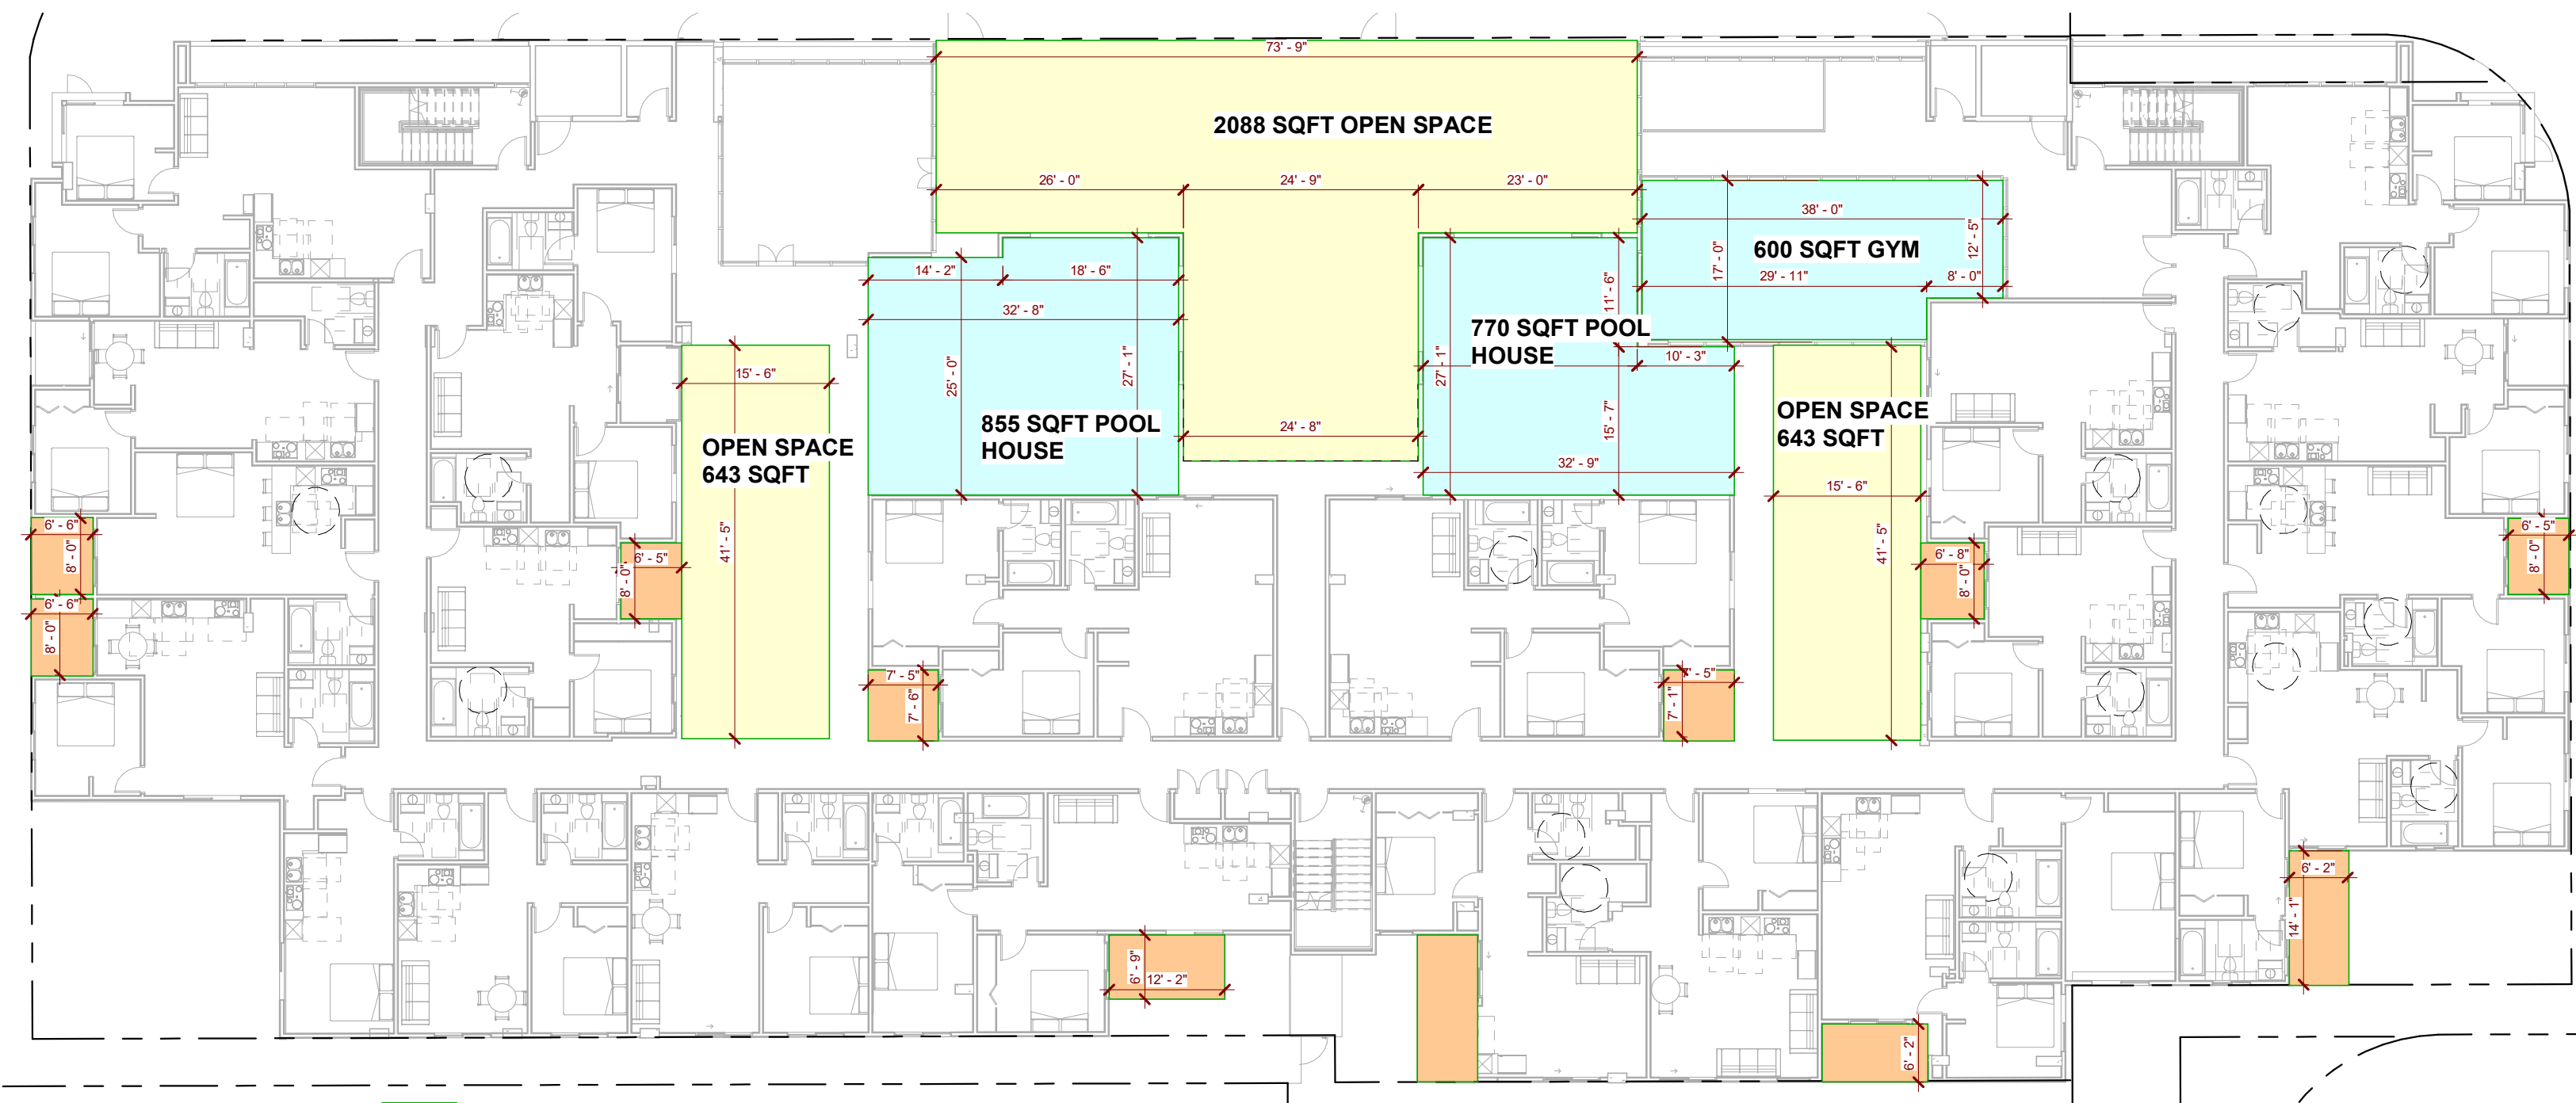 73' - 9"
2088 SQFT OPEN SPACE
26' - 0"
24' - 9"
23' - 0"
38' - 0"
17' - 0"
12' - 5"
600 SQFT GYM
29' - 11"
8' - 0"
14' - 2"
18' - 6"
32' - 8"
25' - 0"
27' - 1"
855 SQFT POOL
HOUSE
24' - 8"
27' - 1"
11' - 6"
770 SQFT POOL
HOUSE
10' - 3"
15' - 7"
32' - 9"
15' - 6"
OPEN SPACE
643 SQFT
41' - 5"
OPEN SPACE
643 SQFT
15' - 6"
41' - 5"
6' - 6"
8' - 0"
6' - 6"
8' - 0"
6' - 5"
8' - 0"
6' - 8"
8' - 0"
6' - 5"
8' - 0"
7' - 5"
7' - 6"
7' - 5"
7' - 1"
6' - 9"
12' - 2"
6' - 2"
14' - 1"
6' - 2"